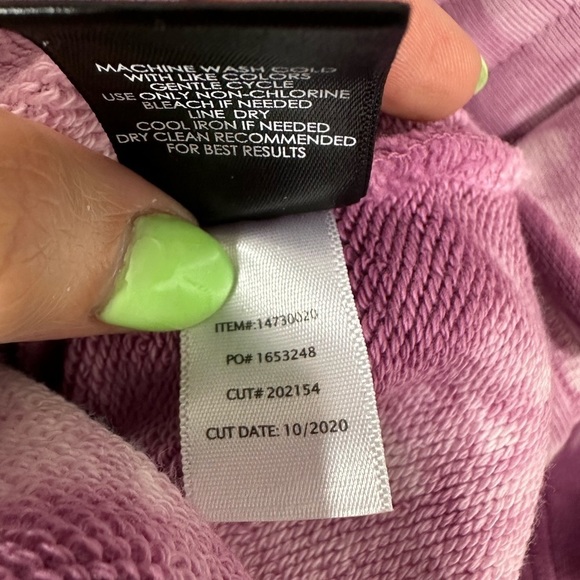 MACHINE WASH COLD
WITH LIKE COLORS
GENTLE CYCLE
USE ONLY NON-CHLORINE
BLEACH IF NEEDED
LINE DRY
COOL IRON IF NEEDED
DRY CLEAN RECOMMENDED
FOR BEST RESULTS
ITEM#:14730020
PO# 1653248
CUT# 202154
CUT DATE: 10/2020